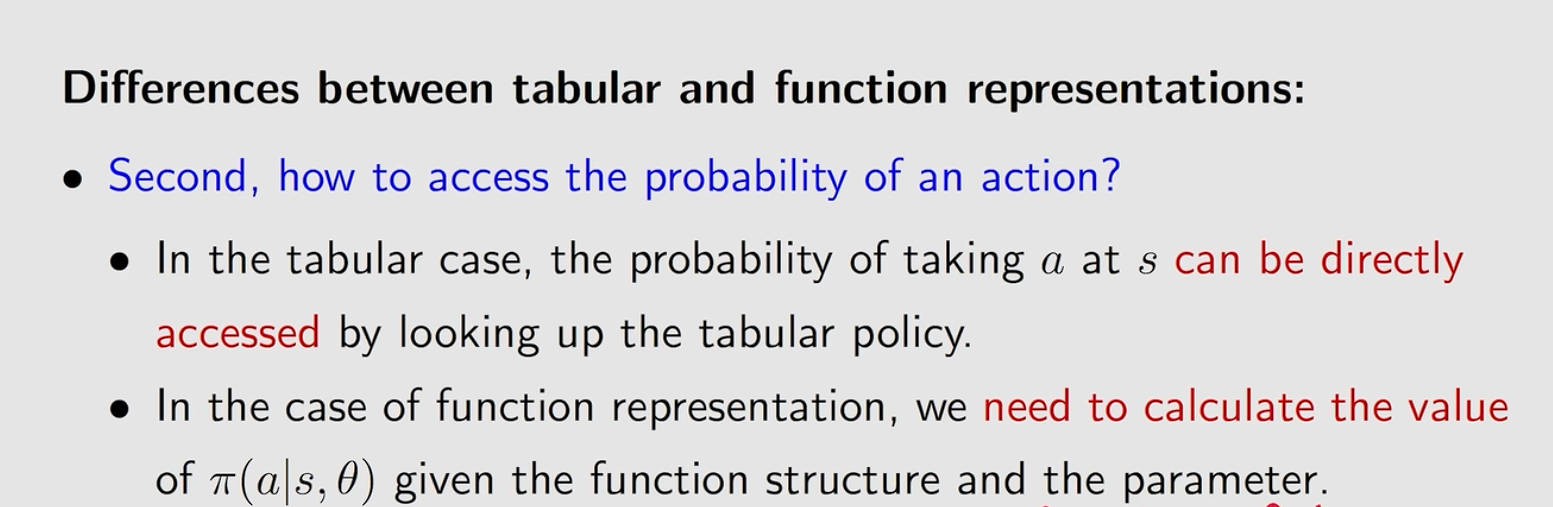 Differences between tabular and function representations:
• Second, how to access the probability of an action?
• In the tabular case, the probability of taking a at s can be directly
accessed by looking up the tabular policy.
• In the case of function representation, we need to calculate the value
of π(a|s, θ) given the function structure and the parameter.